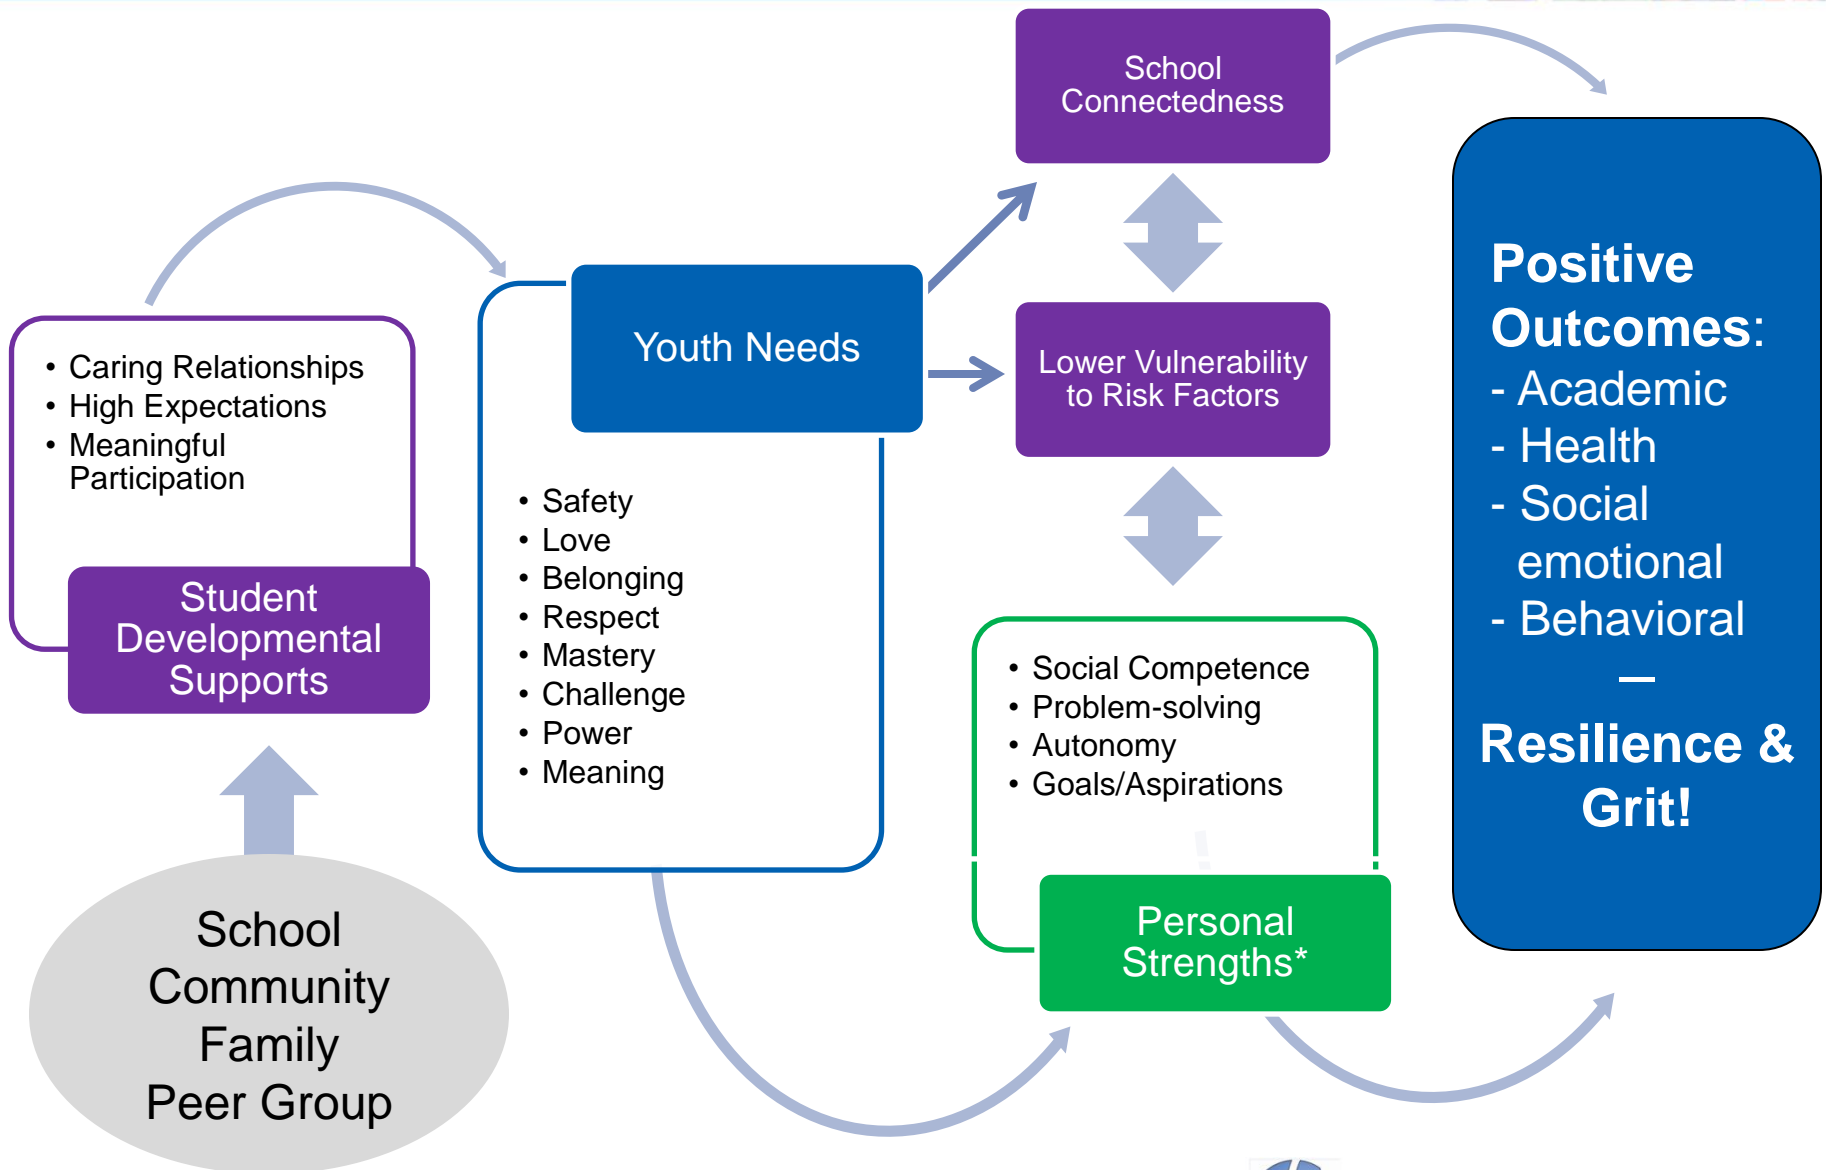 • Caring Relationships
• High Expectations
• Meaningful
Participation
Student
Developmental
Supports
School
Community
Family
Peer Group
Youth Needs
• Safety
• Love
• Belonging
• Respect
• Mastery
• Challenge
• Power
• Meaning
School
Connectedness
Lower Vulnerability
to Risk Factors
• Social Competence
• Problem-solving
• Autonomy
• Goals/Aspirations
Personal
Strengths*
Positive
Outcomes:
- Academic
- Health
- Social
emotional
- Behavioral
–
Resilience &
Grit!